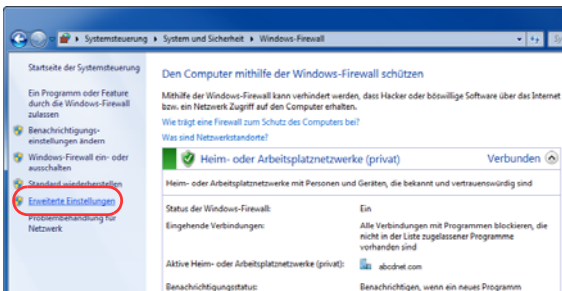 Systemsteuerung ▸ System und Sicherheit ▸ Windows-Firewall
Startseite der Systemsteuerung
Ein Programm oder Feature
durch die Windows-Firewall
zulassen
Benachrichtigungs-
einstellungen ändern
Windows-Firewall ein- oder
ausschalten
Standard wiederherstellen
Erweiterte Einstellungen
Problembehandlung für
Netzwerk
Den Computer mithilfe der Windows-Firewall schützen
Mithilfe der Windows-Firewall kann verhindert werden, dass Hacker oder böswillige Software über das Internet
bzw. ein Netzwerk Zugriff auf den Computer erhalten.
Wie trägt eine Firewall zum Schutz des Computers bei?
Was sind Netzwerkstandorte?
Heim- oder Arbeitsplatznetzwerke (privat) Verbunden
Heim- oder Arbeitsplatznetzwerke mit Personen und Geräten, die bekannt und vertrauenswürdig sind
Status der Windows-Firewall: Ein
Eingehende Verbindungen: Alle Verbindungen mit Programmen blockieren, die
nicht in der Liste zugelassener Programme
vorhanden sind
Aktive Heim- oder Arbeitsplatznetzwerke (privat): abcdnet.com
Benachrichtigungsstatus: Benachrichtigen, wenn ein neues Programm